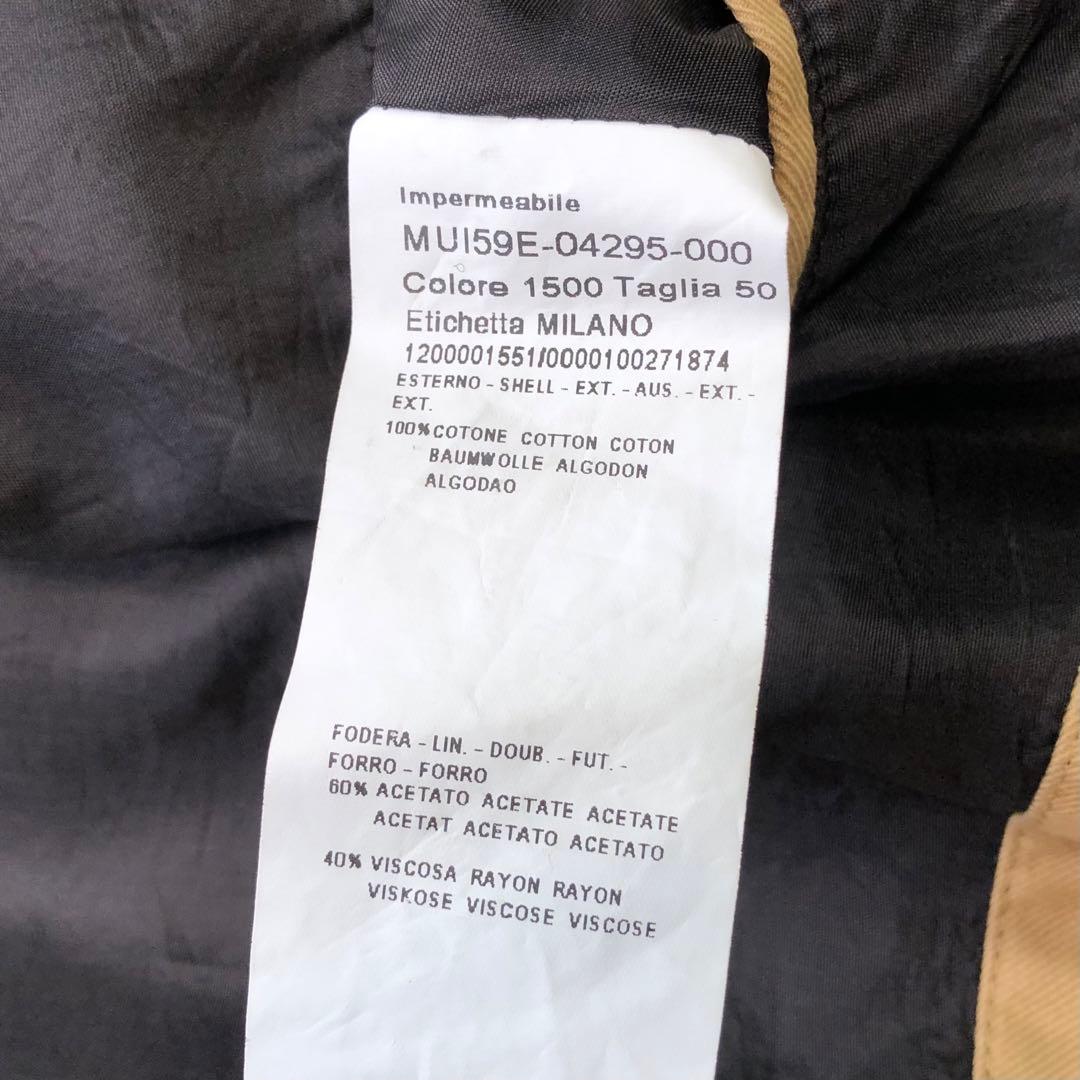 Impermeabile
MUI59E-04295-000
Colore 1500 Taglia 50
Etichetta MILANO
1200001551/0000100271874
ESTERNO - SHELL - EXT. - AUS. - EXT. -
EXT.
100% COTONE COTTON COTON
BAUMWOLLE ALGODON
ALGODAO
FODERA - LIN. - DOUB. - FUT. -
FORRO - FORRO
60% ACETATO ACETATE ACETATE
ACETAT ACETATO ACETATO
40% VISCOSA RAYON RAYON
VISKOSE VISCOSE VISCOSE